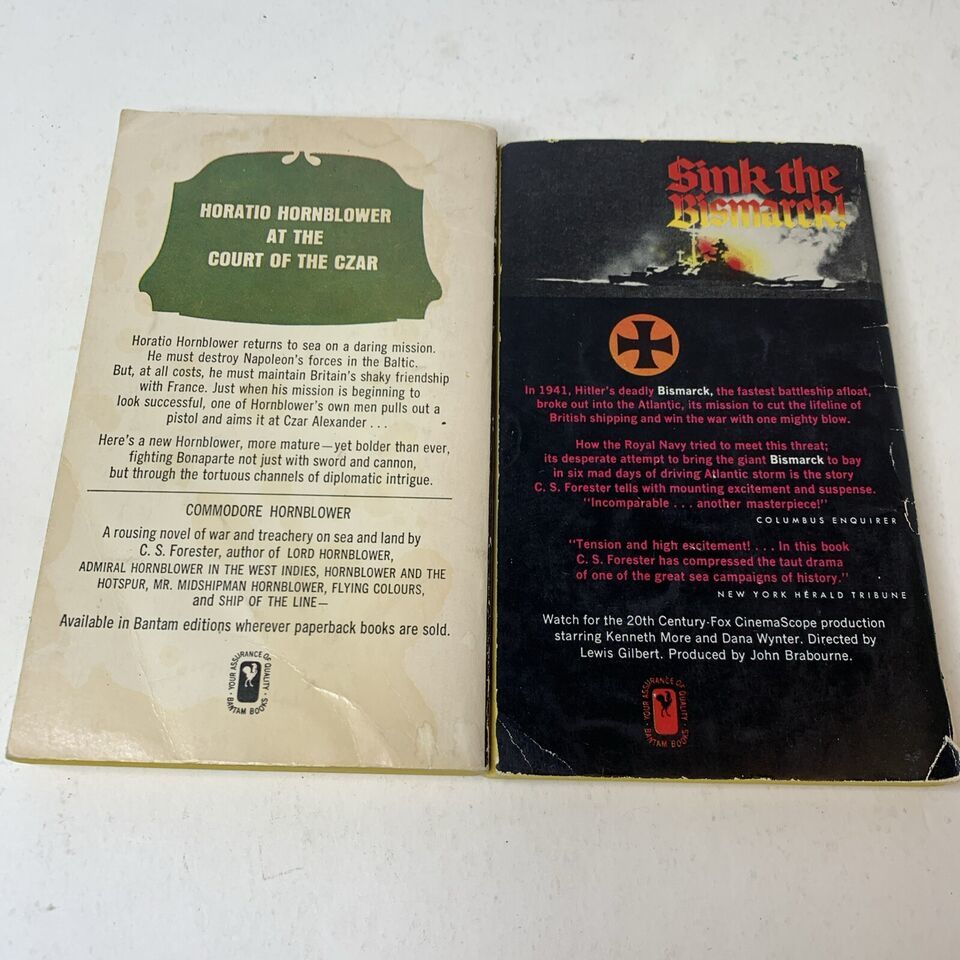 HORATIO HORNBLOWER
AT THE
COURT OF THE CZAR
Horatio Hornblower returns to sea on a daring mission.
He must destroy Napoleon's forces in the Baltic.
But, at all costs, he must maintain Britain's shaky friendship
with France. Just when his mission is beginning to
look successful, one of Hornblower's own men pulls out a
pistol and aims it at Czar Alexander . . .
Here's a new Hornblower, more mature—yet bolder than ever,
fighting Bonaparte not just with sword and cannon,
but through the tortuous channels of diplomatic intrigue.
COMMODORE HORNBLOWER
A rousing novel of war and treachery on sea and land by
C. S. Forester, author of LORD HORNBLOWER,
ADMIRAL HORNBLOWER IN THE WEST INDIES, HORNBLOWER AND THE
HOTSPUR, MR. MIDSHIPMAN HORNBLOWER, FLYING COLOURS,
and SHIP OF THE LINE—
Available in Bantam editions wherever paperback books are sold.
YOUR ASSURANCE OF QUALITY · BANTAM BOOKS ·
Sink the
Bismarck!
In 1941, Hitler's deadly Bismarck, the fastest battleship afloat,
broke out into the Atlantic, its mission to cut the lifeline of
British shipping and win the war with one mighty blow.
How the Royal Navy tried to meet this threat;
its desperate attempt to bring the giant Bismarck to bay
in six mad days of driving Atlantic storm is the story
C. S. Forester tells with mounting excitement and suspense.
"Incomparable . . . another masterpiece!"
COLUMBUS ENQUIRER
"Tension and high excitement! . . . In this book
C. S. Forester has compressed the taut drama
of one of the great sea campaigns of history."
NEW YORK HERALD TRIBUNE
Watch for the 20th Century-Fox CinemaScope production
starring Kenneth More and Dana Wynter. Directed by
Lewis Gilbert. Produced by John Brabourne.
YOUR ASSURANCE OF QUALITY · BANTAM BOOKS ·